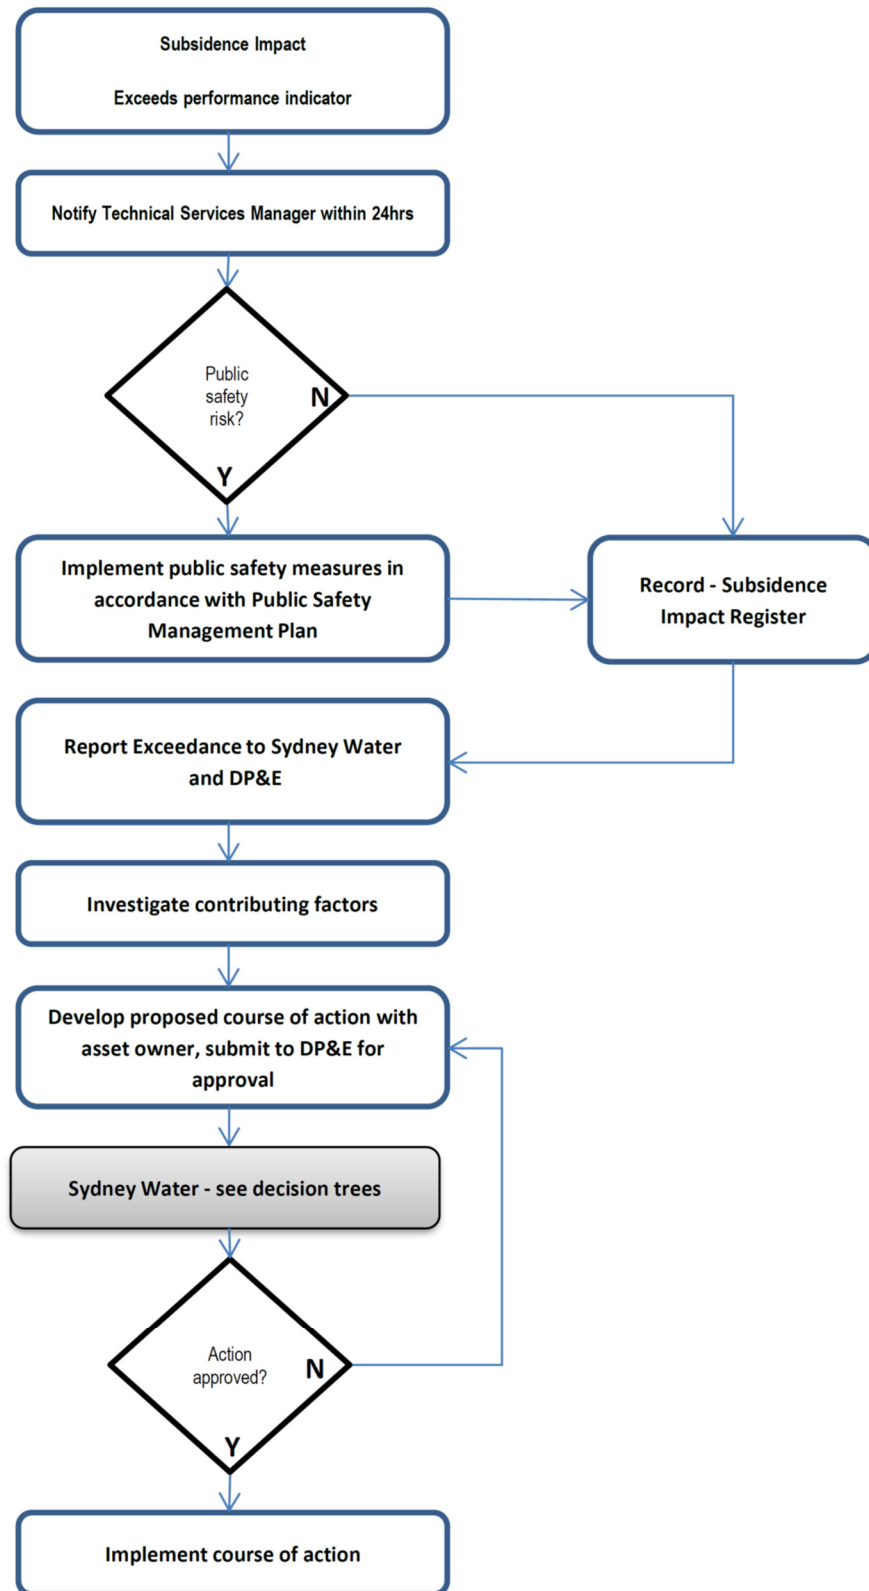 Subsidence Impact
Exceeds performance indicator
Notify Technical Services Manager within 24hrs
Public
safety
risk?
N
Y
Implement public safety measures in
accordance with Public Safety
Management Plan
Record - Subsidence
Impact Register
Report Exceedance to Sydney Water
and DP&E
Investigate contributing factors
Develop proposed course of action with
asset owner, submit to DP&E for
approval
Sydney Water - see decision trees
Action
approved?
N
Y
Implement course of action